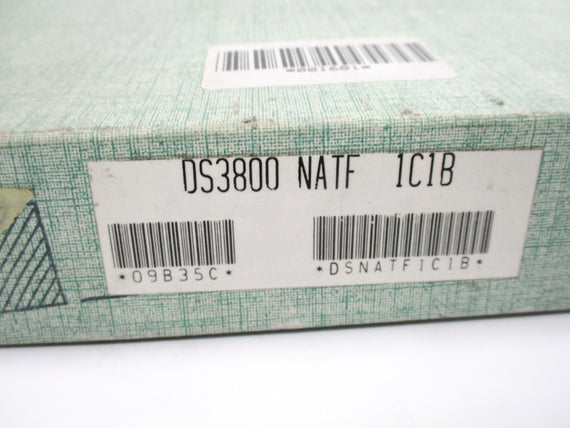 DS3800 NATF 1C1B
*09B35C*
*DSNATF1C1B*